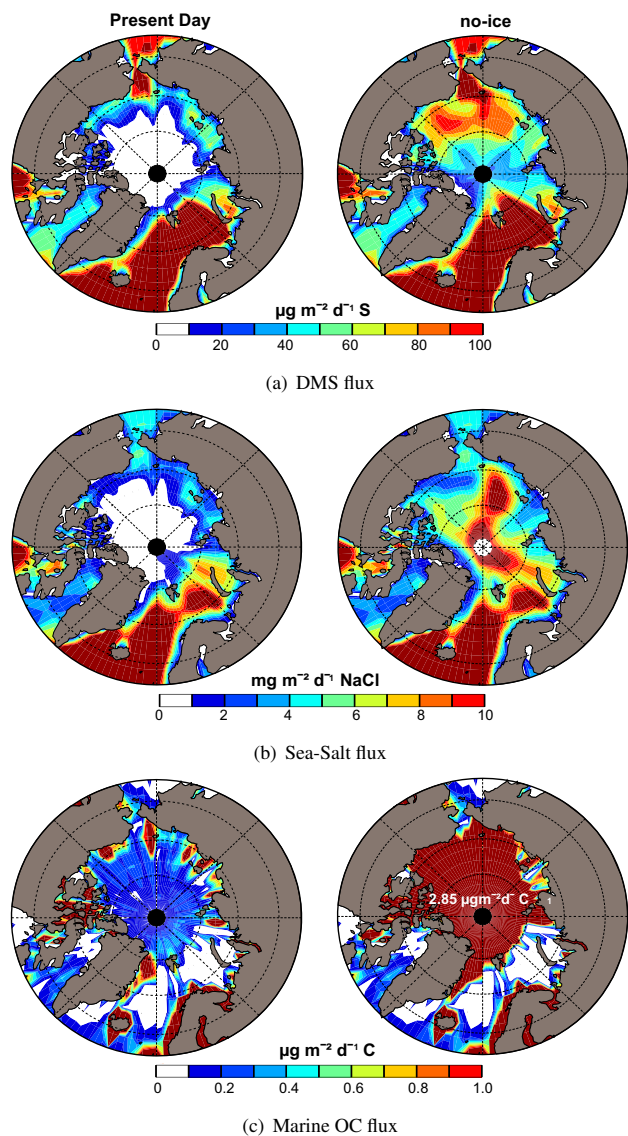 Present Day no-ice
µg m⁻² d⁻¹ S
0 20 40 60 80 100
(a) DMS flux
mg m⁻² d⁻¹ NaCl
0 2 4 6 8 10
(b) Sea-Salt flux
2.85 µgm⁻²d⁻ C ¹
µg m⁻² d⁻¹ C
0 0.2 0.4 0.6 0.8 1.0
(c) Marine OC flux